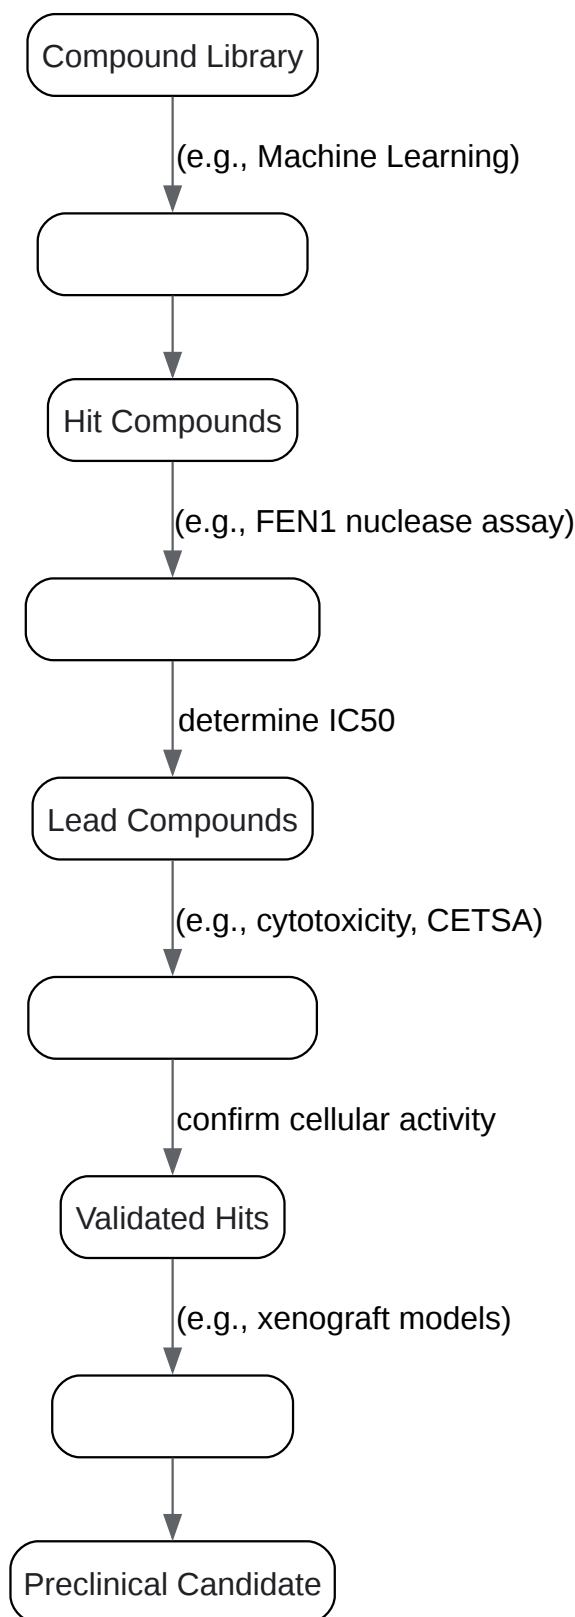 Compound Library
(e.g., Machine Learning)
Hit Compounds
(e.g., FEN1 nuclease assay)
determine IC50
Lead Compounds
(e.g., cytotoxicity, CETSA)
confirm cellular activity
Validated Hits
(e.g., xenograft models)
Preclinical Candidate